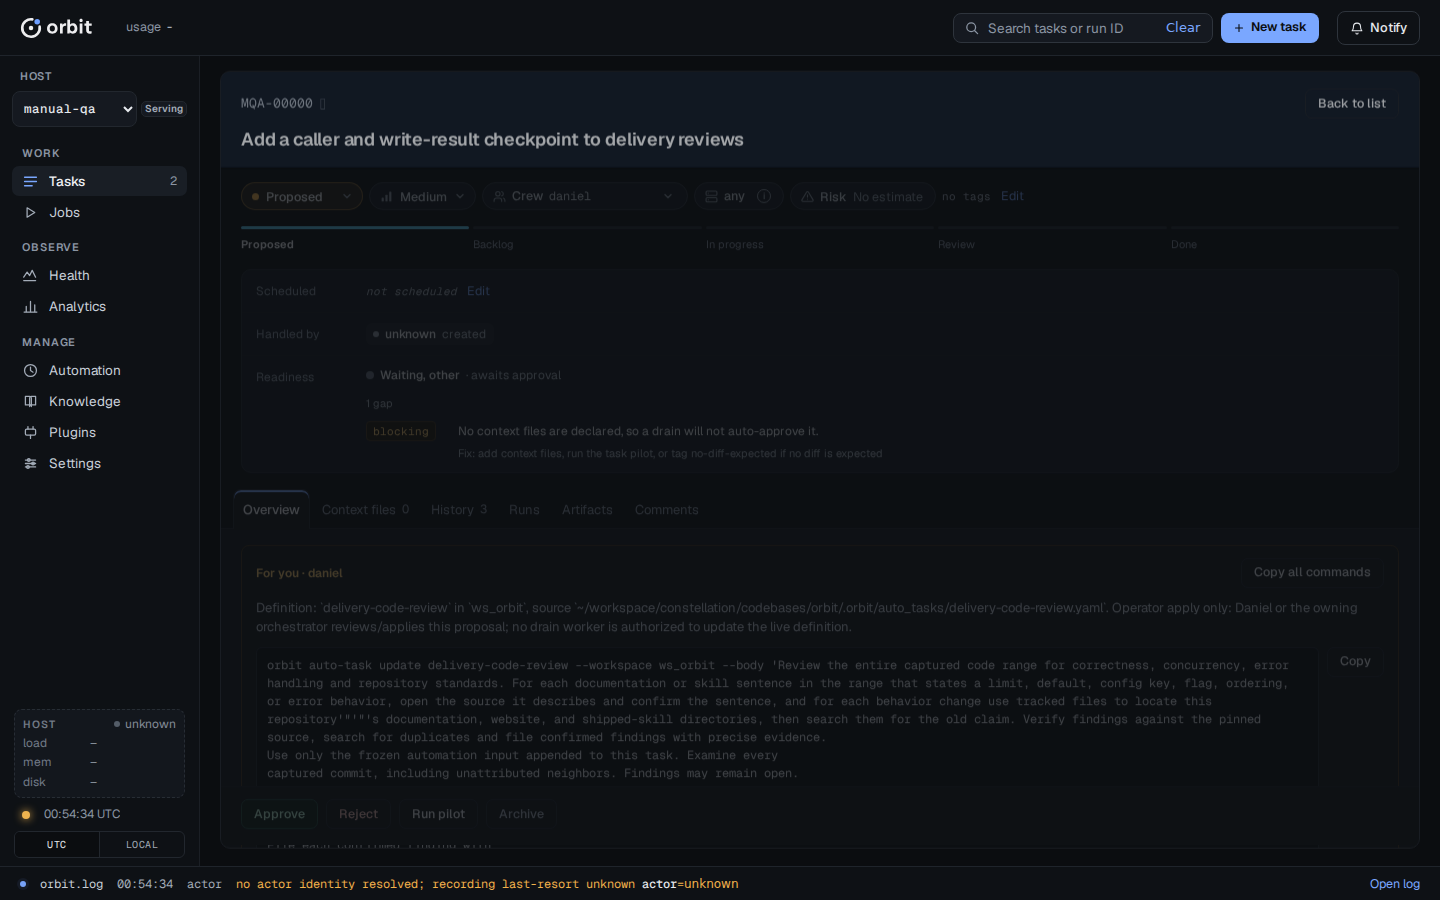 orbit
usage –
Search tasks or run ID
Clear
+ New task
Notify
HOST
manual-qa
Serving
WORK
Tasks 2
Jobs
OBSERVE
Health
Analytics
MANAGE
Automation
Knowledge
Plugins
Settings
HOST unknown
load –
mem –
disk –
00:54:34 UTC
UTC LOCAL
MQA-00000
Back to list
Add a caller and write-result checkpoint to delivery reviews
Proposed
Medium
Crew daniel
any
Risk No estimate
no tags Edit
Proposed
Backlog
In progress
Review
Done
Scheduled not scheduled Edit
Handled by unknown created
Readiness Waiting, other · awaits approval
1 gap
blocking No context files are declared, so a drain will not auto-approve it.
Fix: add context files, run the task pilot, or tag no-diff-expected if no diff is expected
Overview Context files 0 History 3 Runs Artifacts Comments
For you · daniel
Copy all commands
Definition: `delivery-code-review` in `ws_orbit`, source `~/workspace/constellation/codebases/orbit/.orbit/auto_tasks/delivery-code-review.yaml`. Operator apply only: Daniel or the owning
orchestrator reviews/applies this proposal; no drain worker is authorized to update the live definition.
Copy
orbit auto-task update delivery-code-review --workspace ws_orbit --body 'Review the entire captured code range for correctness, concurrency, error
handling and repository standards. For each documentation or skill sentence in the range that states a limit, default, config key, flag, ordering,
or error behavior, open the source it describes and confirm the sentence, and for each behavior change use tracked files to locate this
repository'"'"'s documentation, website, and shipped-skill directories, then search them for the old claim. Verify findings against the pinned
source, search for duplicates and file confirmed findings with precise evidence.
Use only the frozen automation input appended to this task. Examine every
captured commit, including unattributed neighbors. Findings may remain open.
Approve Reject Run pilot Archive
File each confirmed finding with
orbit.log 00:54:34 actor no actor identity resolved; recording last-resort unknown actor=unknown
Open log